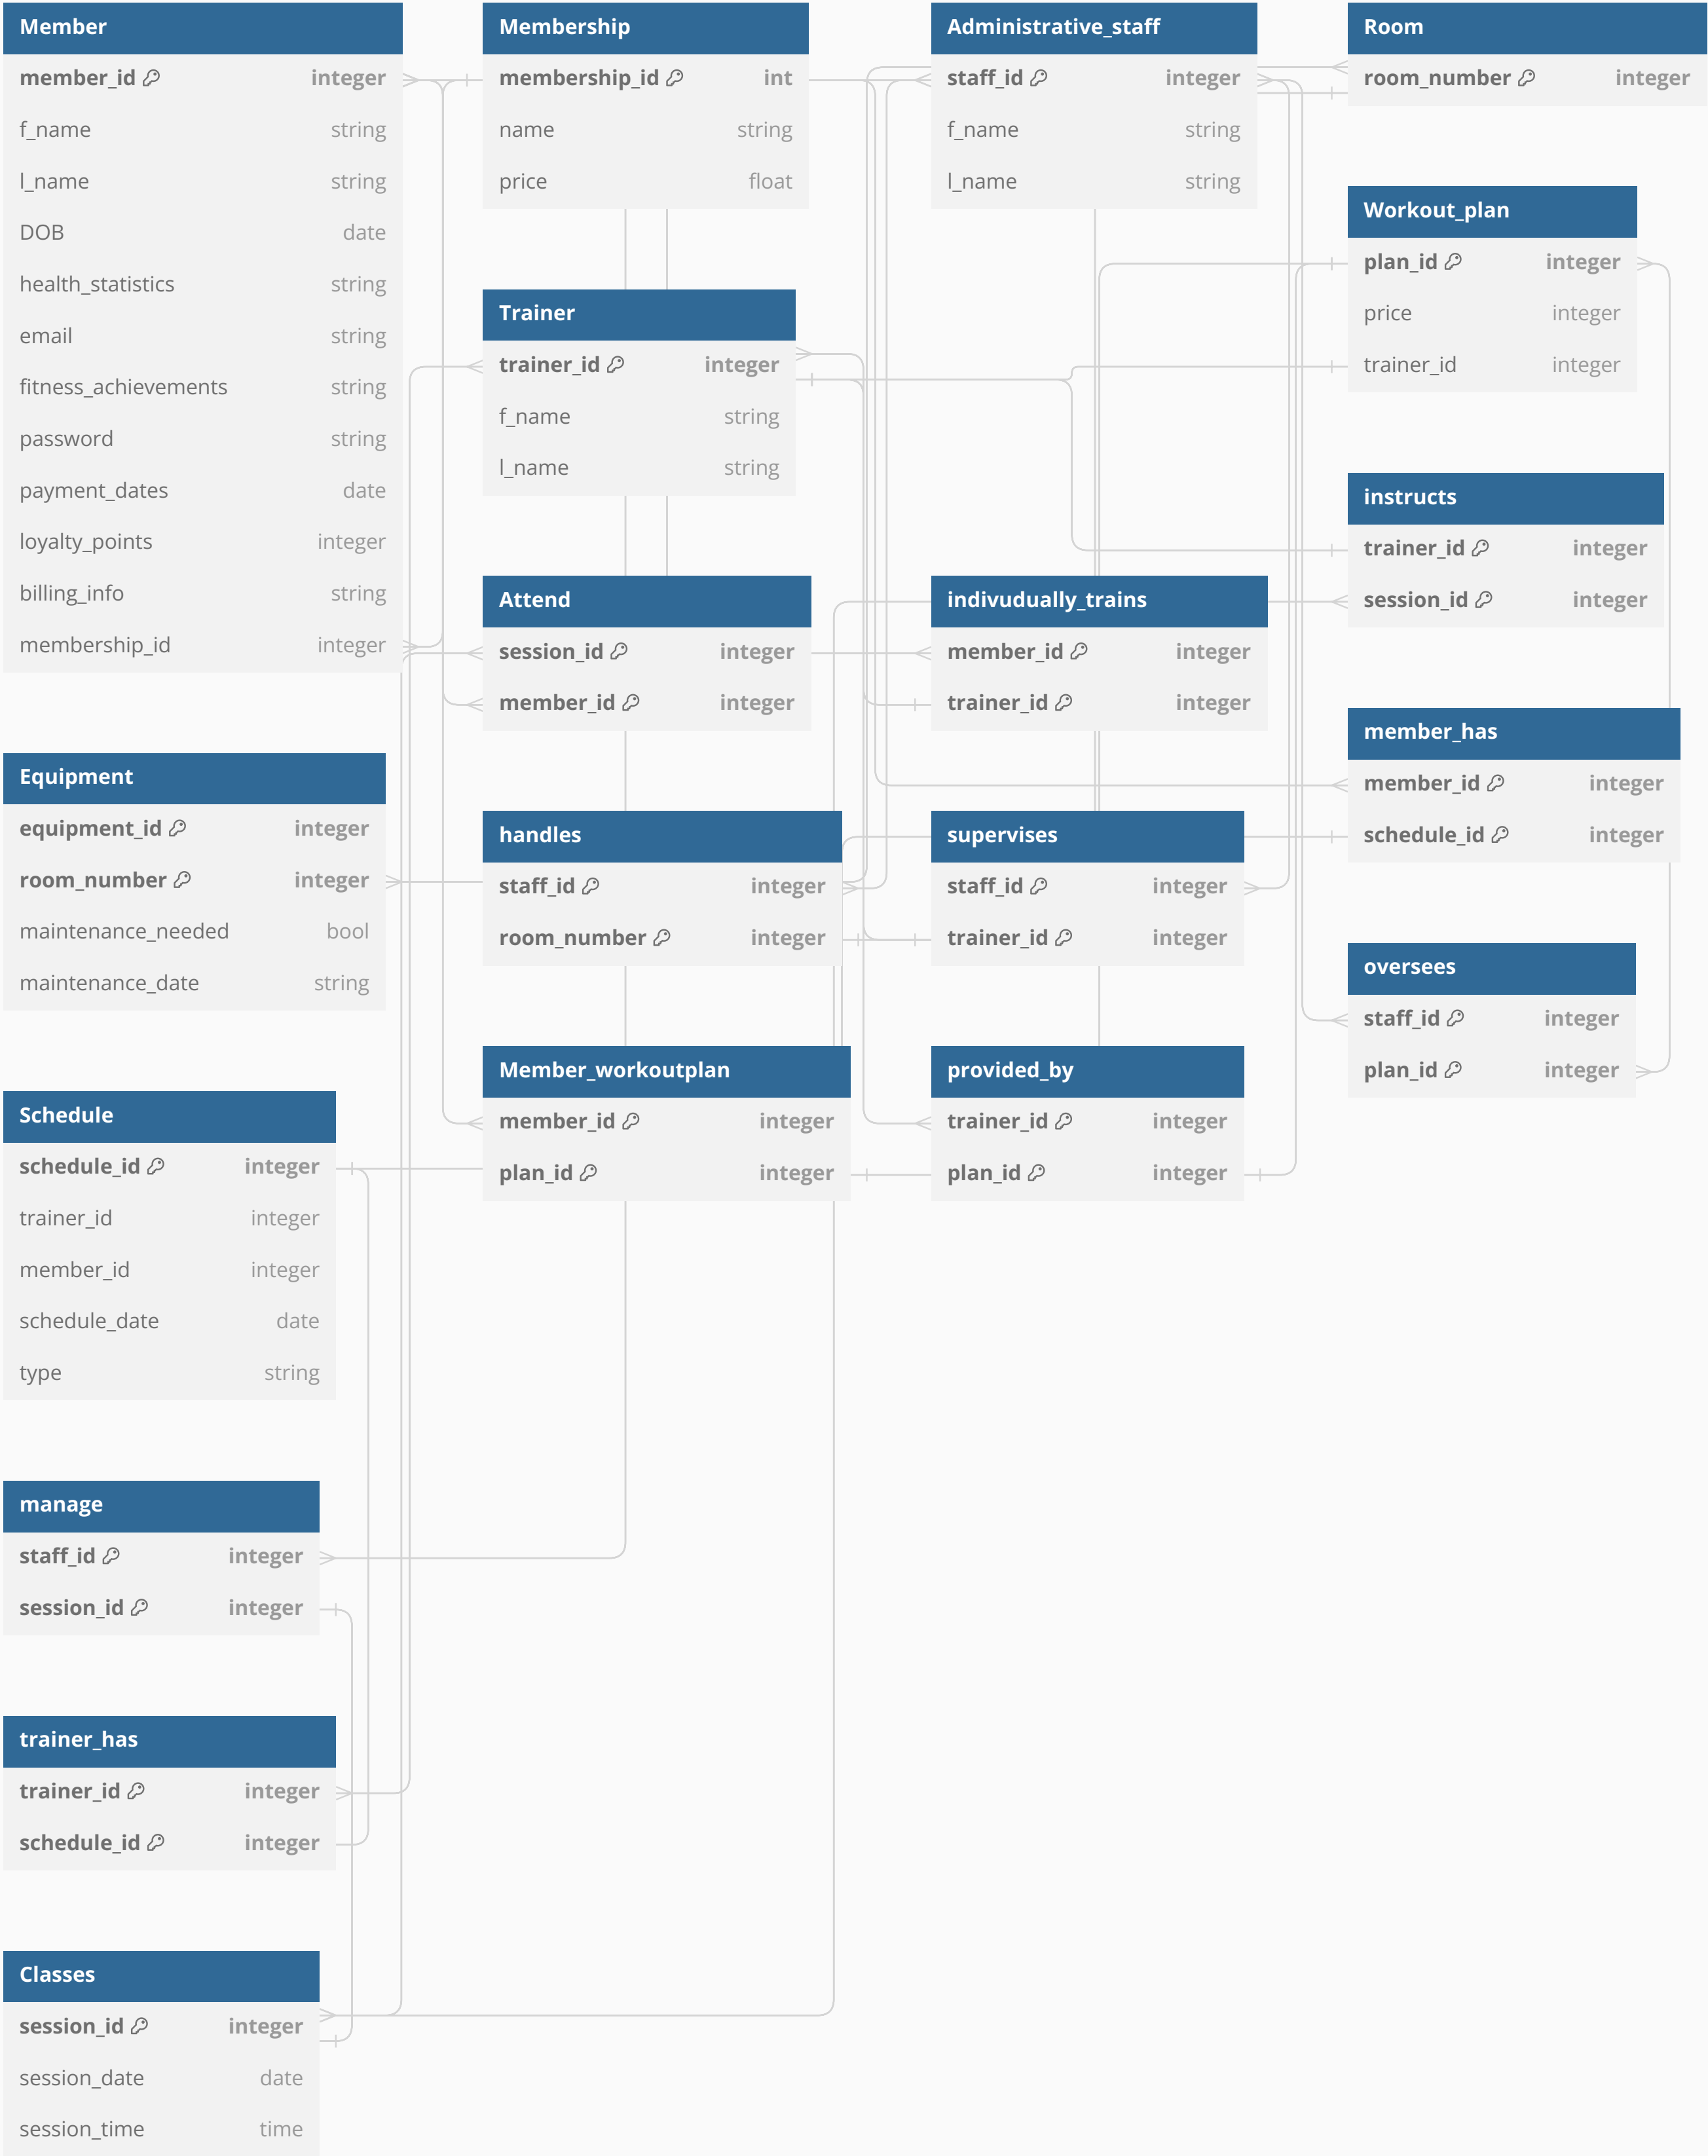 Member
member_id integer
f_name string
l_name string
DOB date
health_statistics string
email string
fitness_achievements string
password string
payment_dates date
loyalty_points integer
billing_info string
membership_id integer
Equipment
equipment_id integer
room_number integer
maintenance_needed bool
maintenance_date string
Schedule
schedule_id integer
trainer_id integer
member_id integer
schedule_date date
type string
manage
staff_id integer
session_id integer
trainer_has
trainer_id integer
schedule_id integer
Classes
session_id integer
session_date date
session_time time
Membership
membership_id int
name string
price float
Trainer
trainer_id integer
f_name string
l_name string
Attend
session_id integer
member_id integer
handles
staff_id integer
room_number integer
Member_workoutplan
member_id integer
plan_id integer
Administrative_staff
staff_id integer
f_name string
l_name string
indivudually_trains
member_id integer
trainer_id integer
supervises
staff_id integer
trainer_id integer
provided_by
trainer_id integer
plan_id integer
Room
room_number integer
Workout_plan
plan_id integer
price integer
trainer_id integer
instructs
trainer_id integer
session_id integer
member_has
member_id integer
schedule_id integer
oversees
staff_id integer
plan_id integer